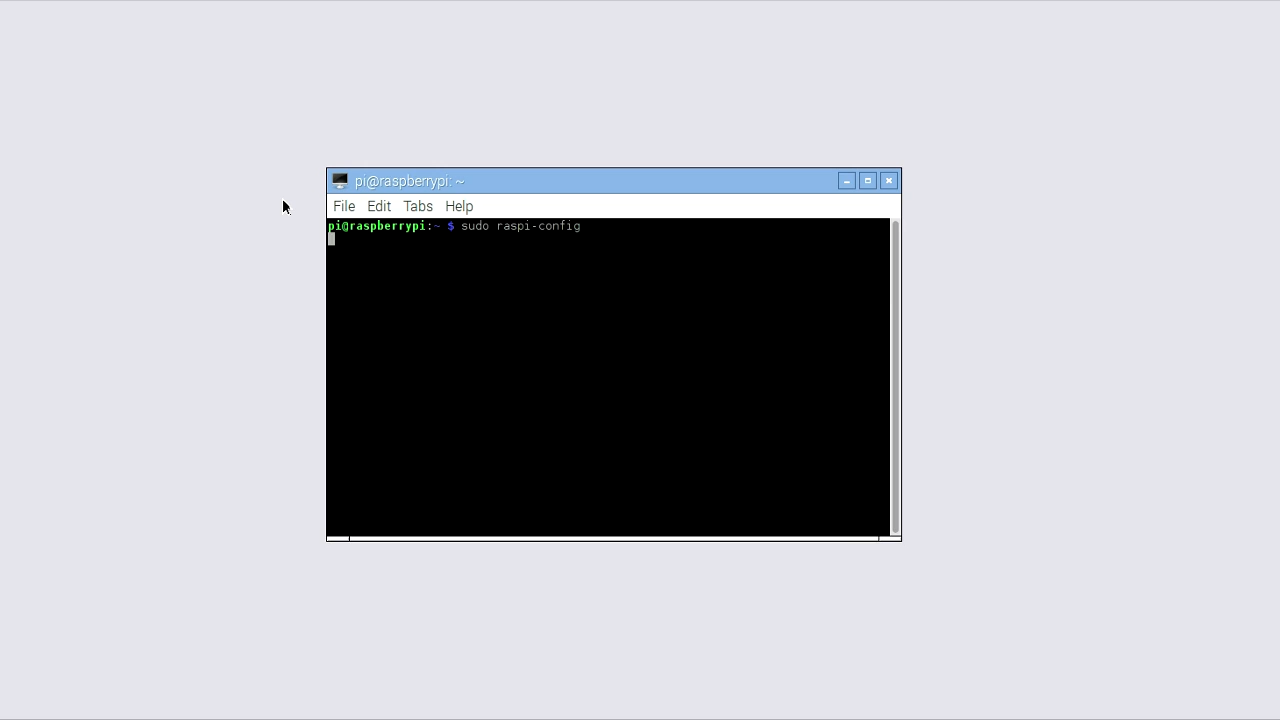 pi@raspberrypi: ~
File Edit Tabs Help
pi@raspberrypi:~ $ sudo raspi-config